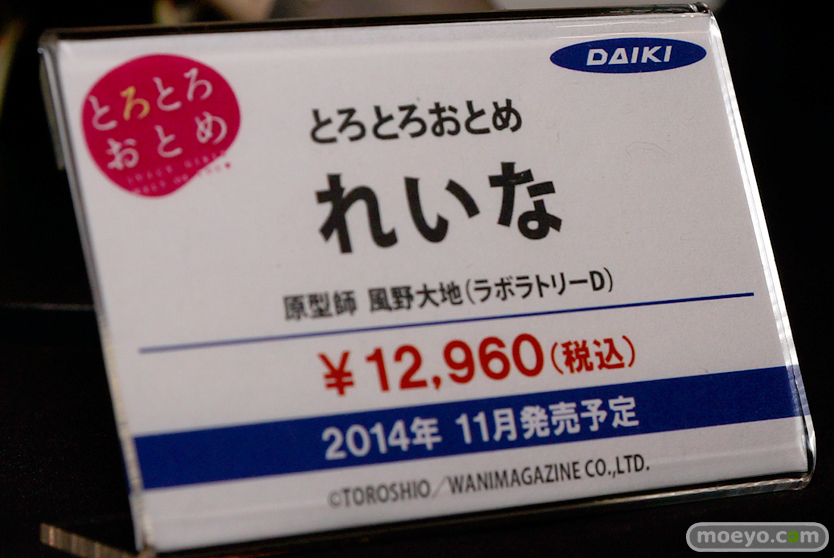 DAIKI
とろとろ
おとめ
とろとろおとめ
れいな
原型師 風野大地(ラボラトリーD)
¥12,960(税込)
2014年 11月発売予定
©TOROSHIO/WANIMAGAZINE CO.,LTD.
moeyo.com